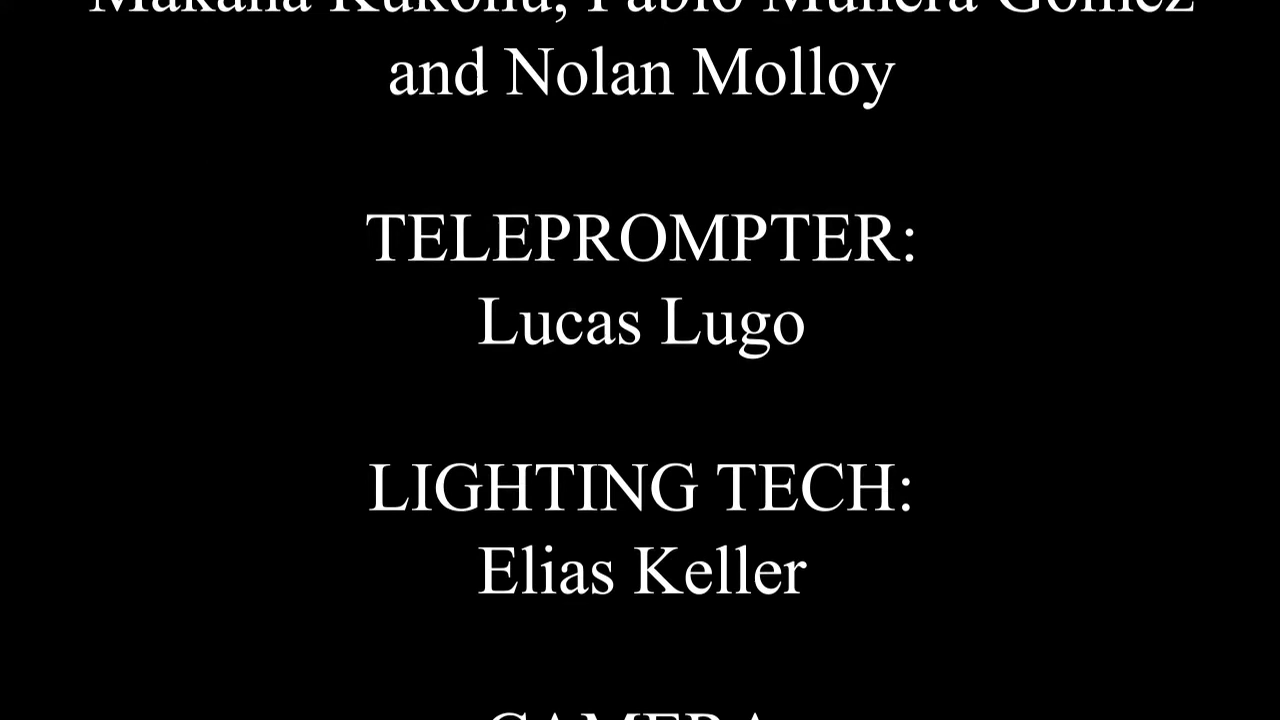 and Nolan Molloy
TELEPROMPTER:
Lucas Lugo
LIGHTING TECH:
Elias Keller